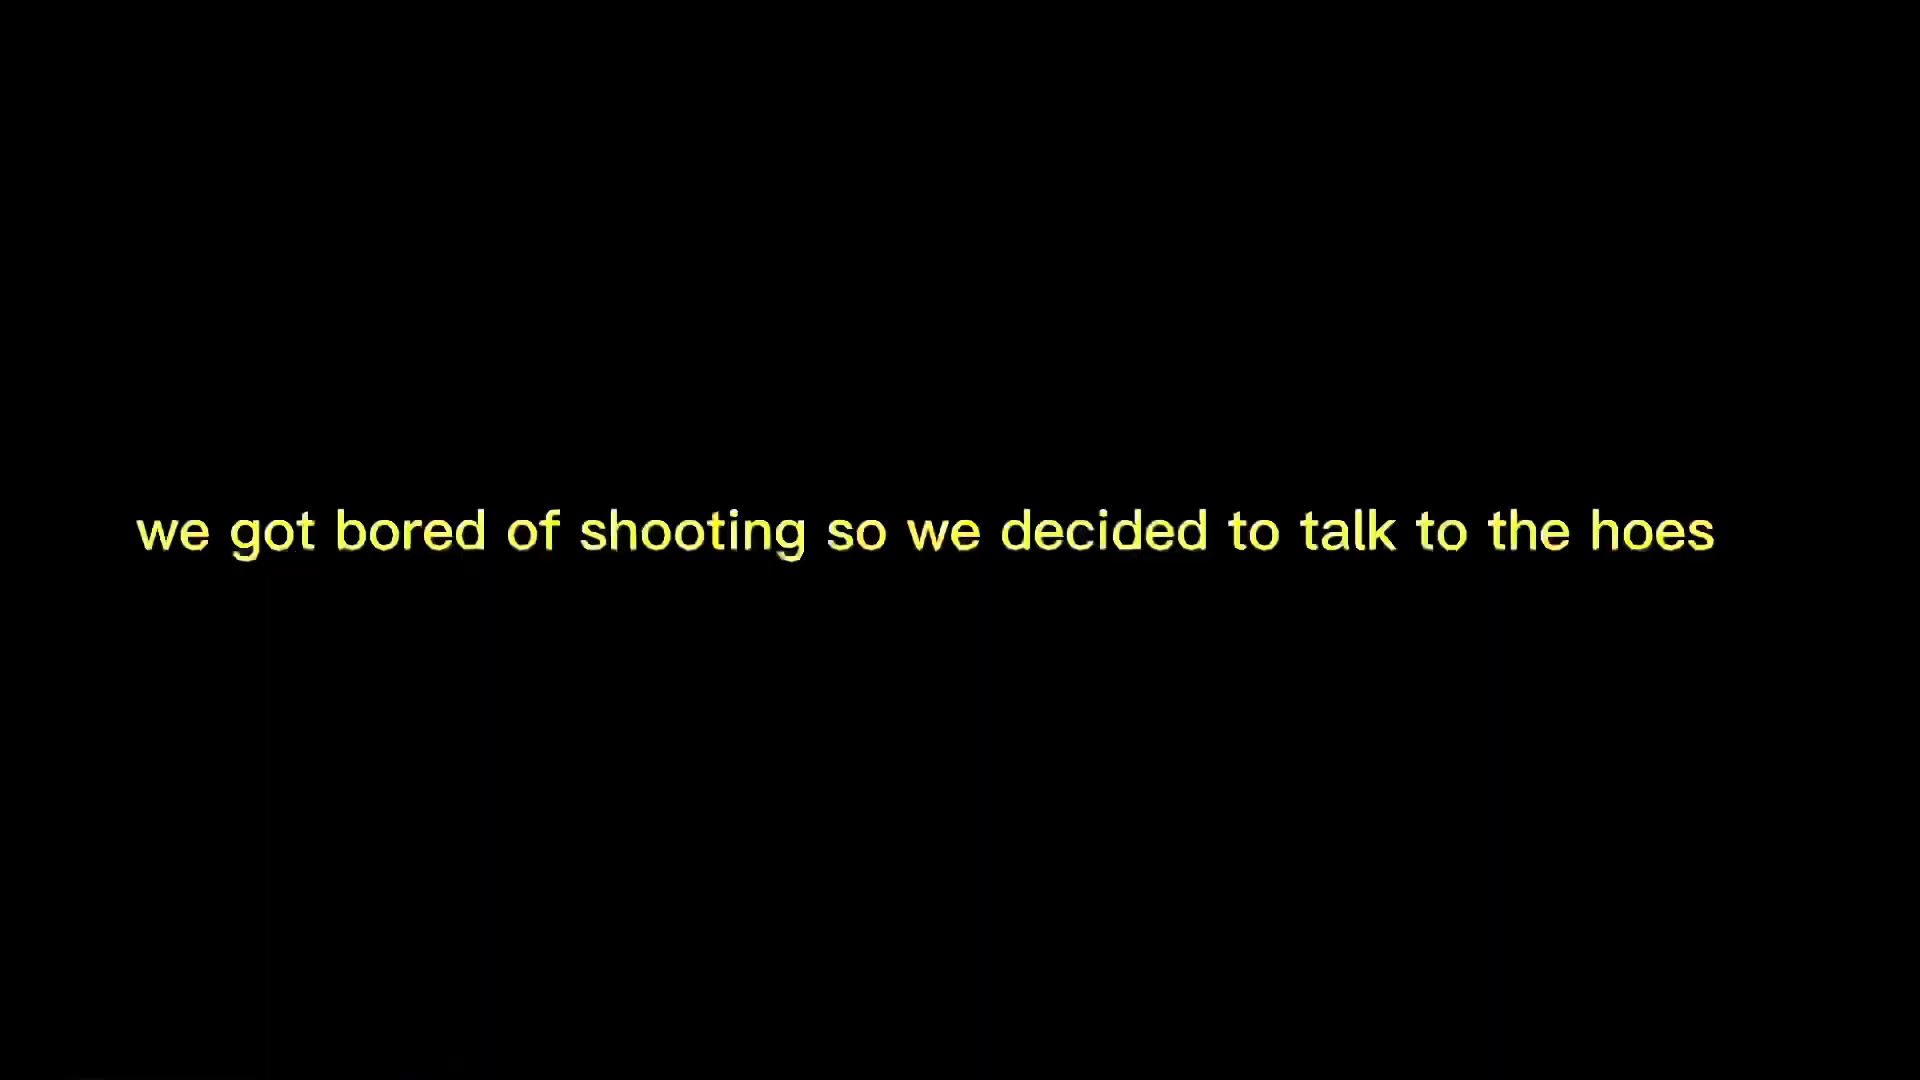 we got bored of shooting so we decided to talk to the hoes